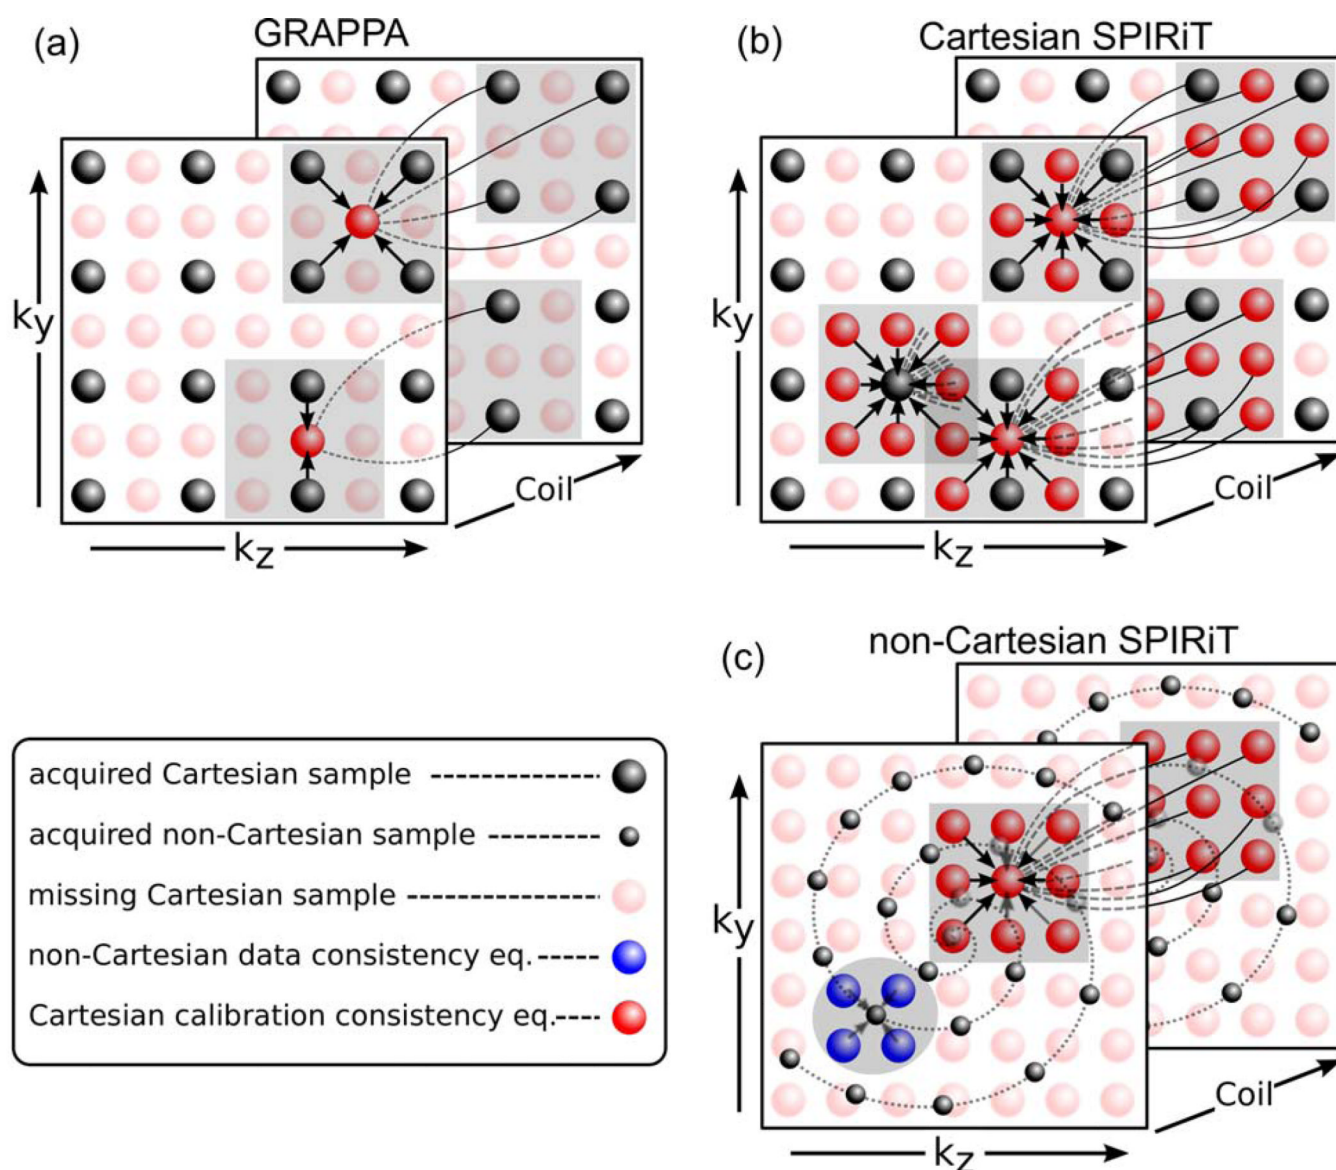 (a)
GRAPPA
ky
kz
Coil
(b)
Cartesian SPIRiT
ky
kz
Coil
acquired Cartesian sample
acquired non-Cartesian sample
missing Cartesian sample
non-Cartesian data consistency eq.
Cartesian calibration consistency eq.
(c)
non-Cartesian SPIRiT
ky
kz
Coil